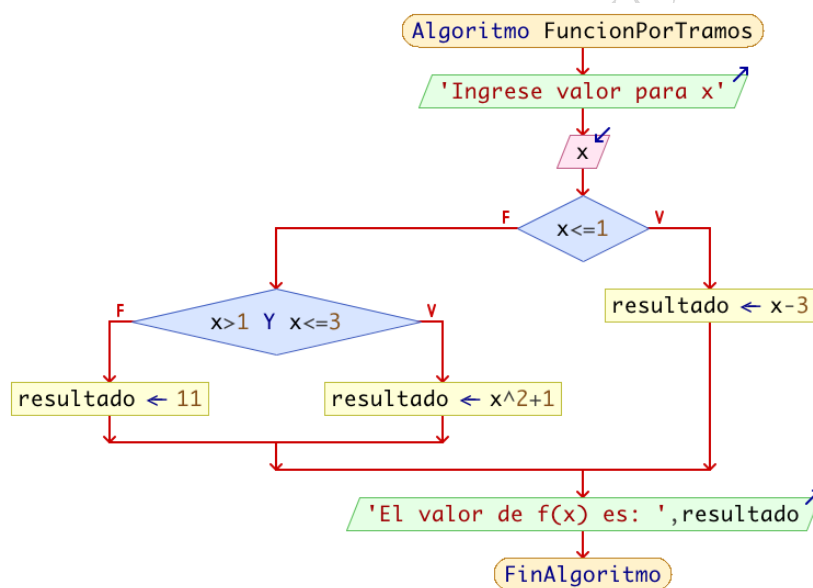 Algoritmo FuncionPorTramos
'Ingrese valor para x'
x
x<=1
F
V
x>1 Y x<=3
F
V
resultado ← x-3
resultado ← 11
resultado ← x^2+1
'El valor de f(x) es: ',resultado
FinAlgoritmo